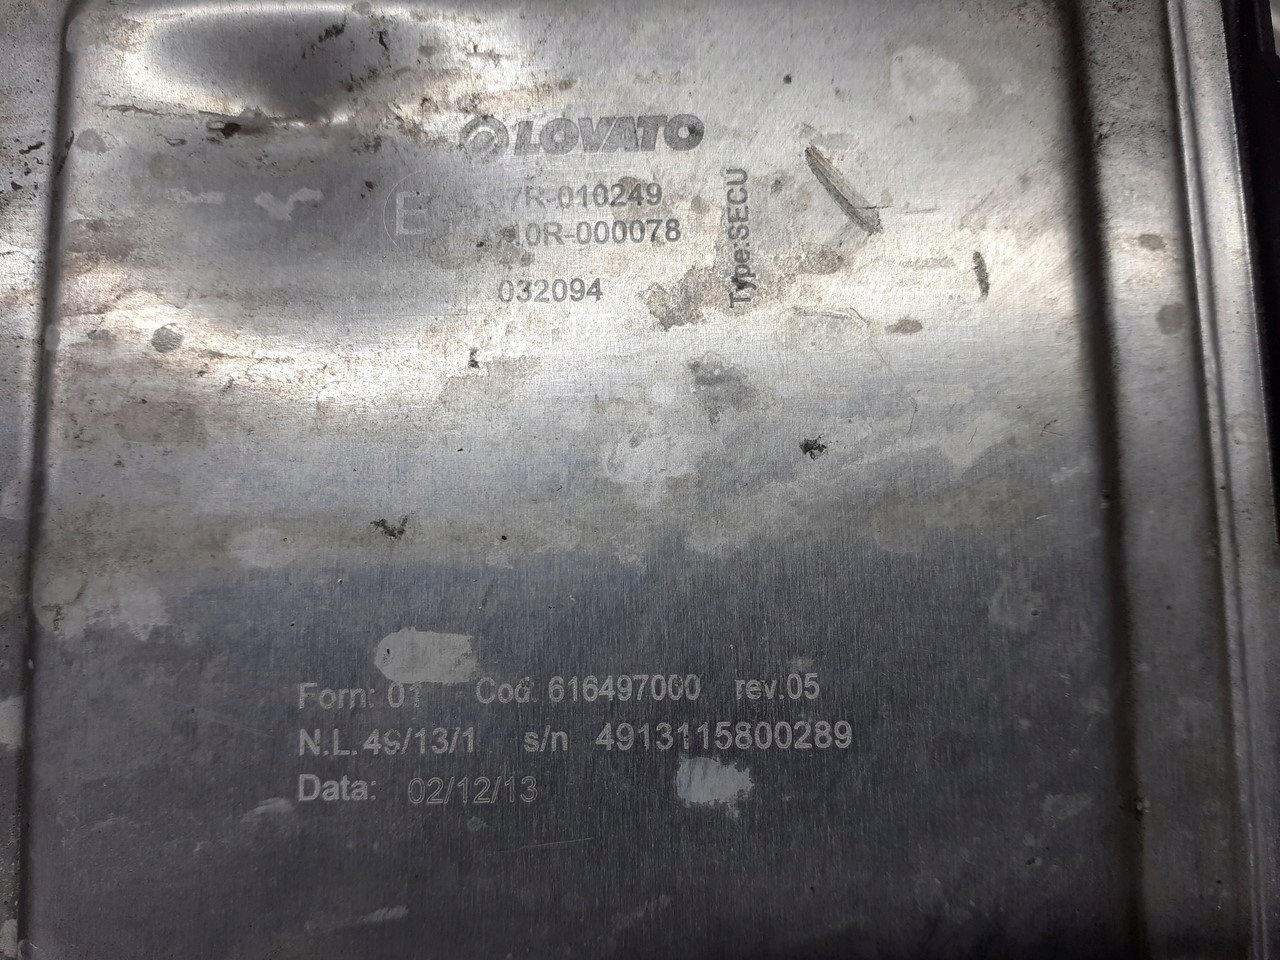 LOVATO
E
7R-010249
10R-000078
Type:SECU
032094
Forn: 01 Cod. 616497000 rev.05
N.L.49/13/1 s/n 4913115800289
Data: 02/12/13